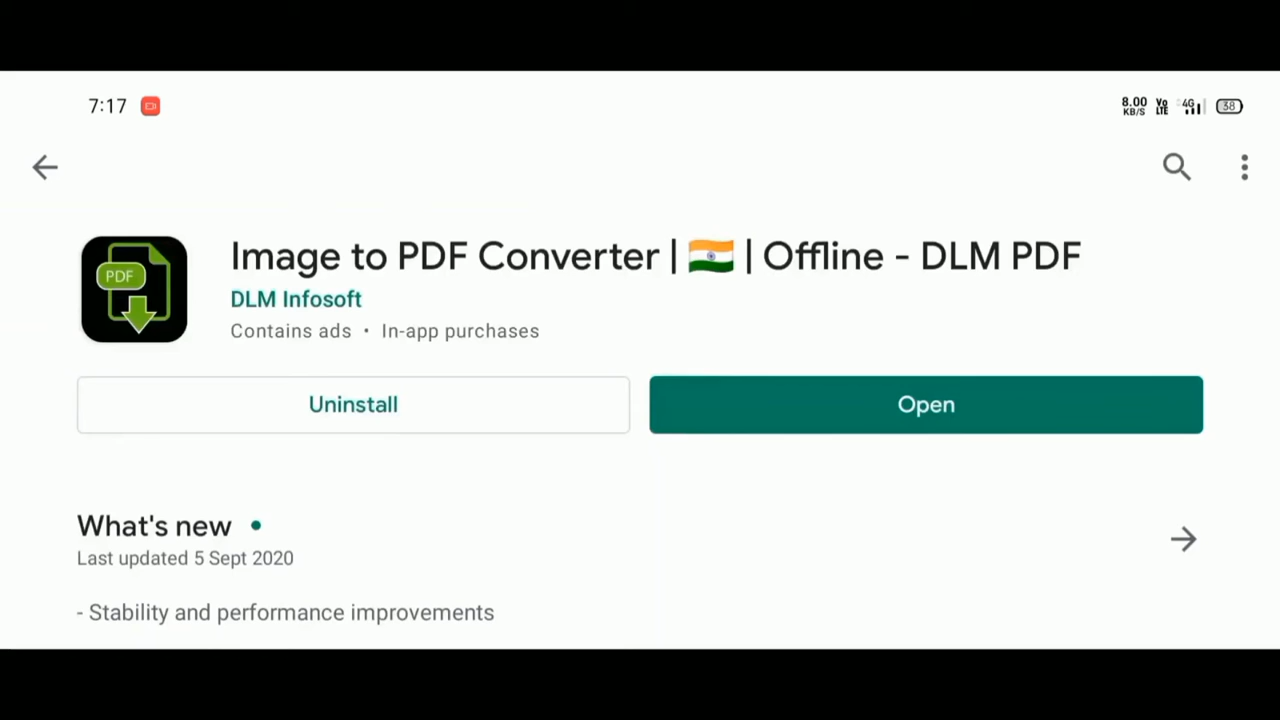 7:17
8.00 KB/S Vo LTE 4G 38
Image to PDF Converter | 🇮🇳 | Offline - DLM PDF
PDF
DLM Infosoft
Contains ads • In-app purchases
Uninstall
Open
What's new •
Last updated 5 Sept 2020
- Stability and performance improvements